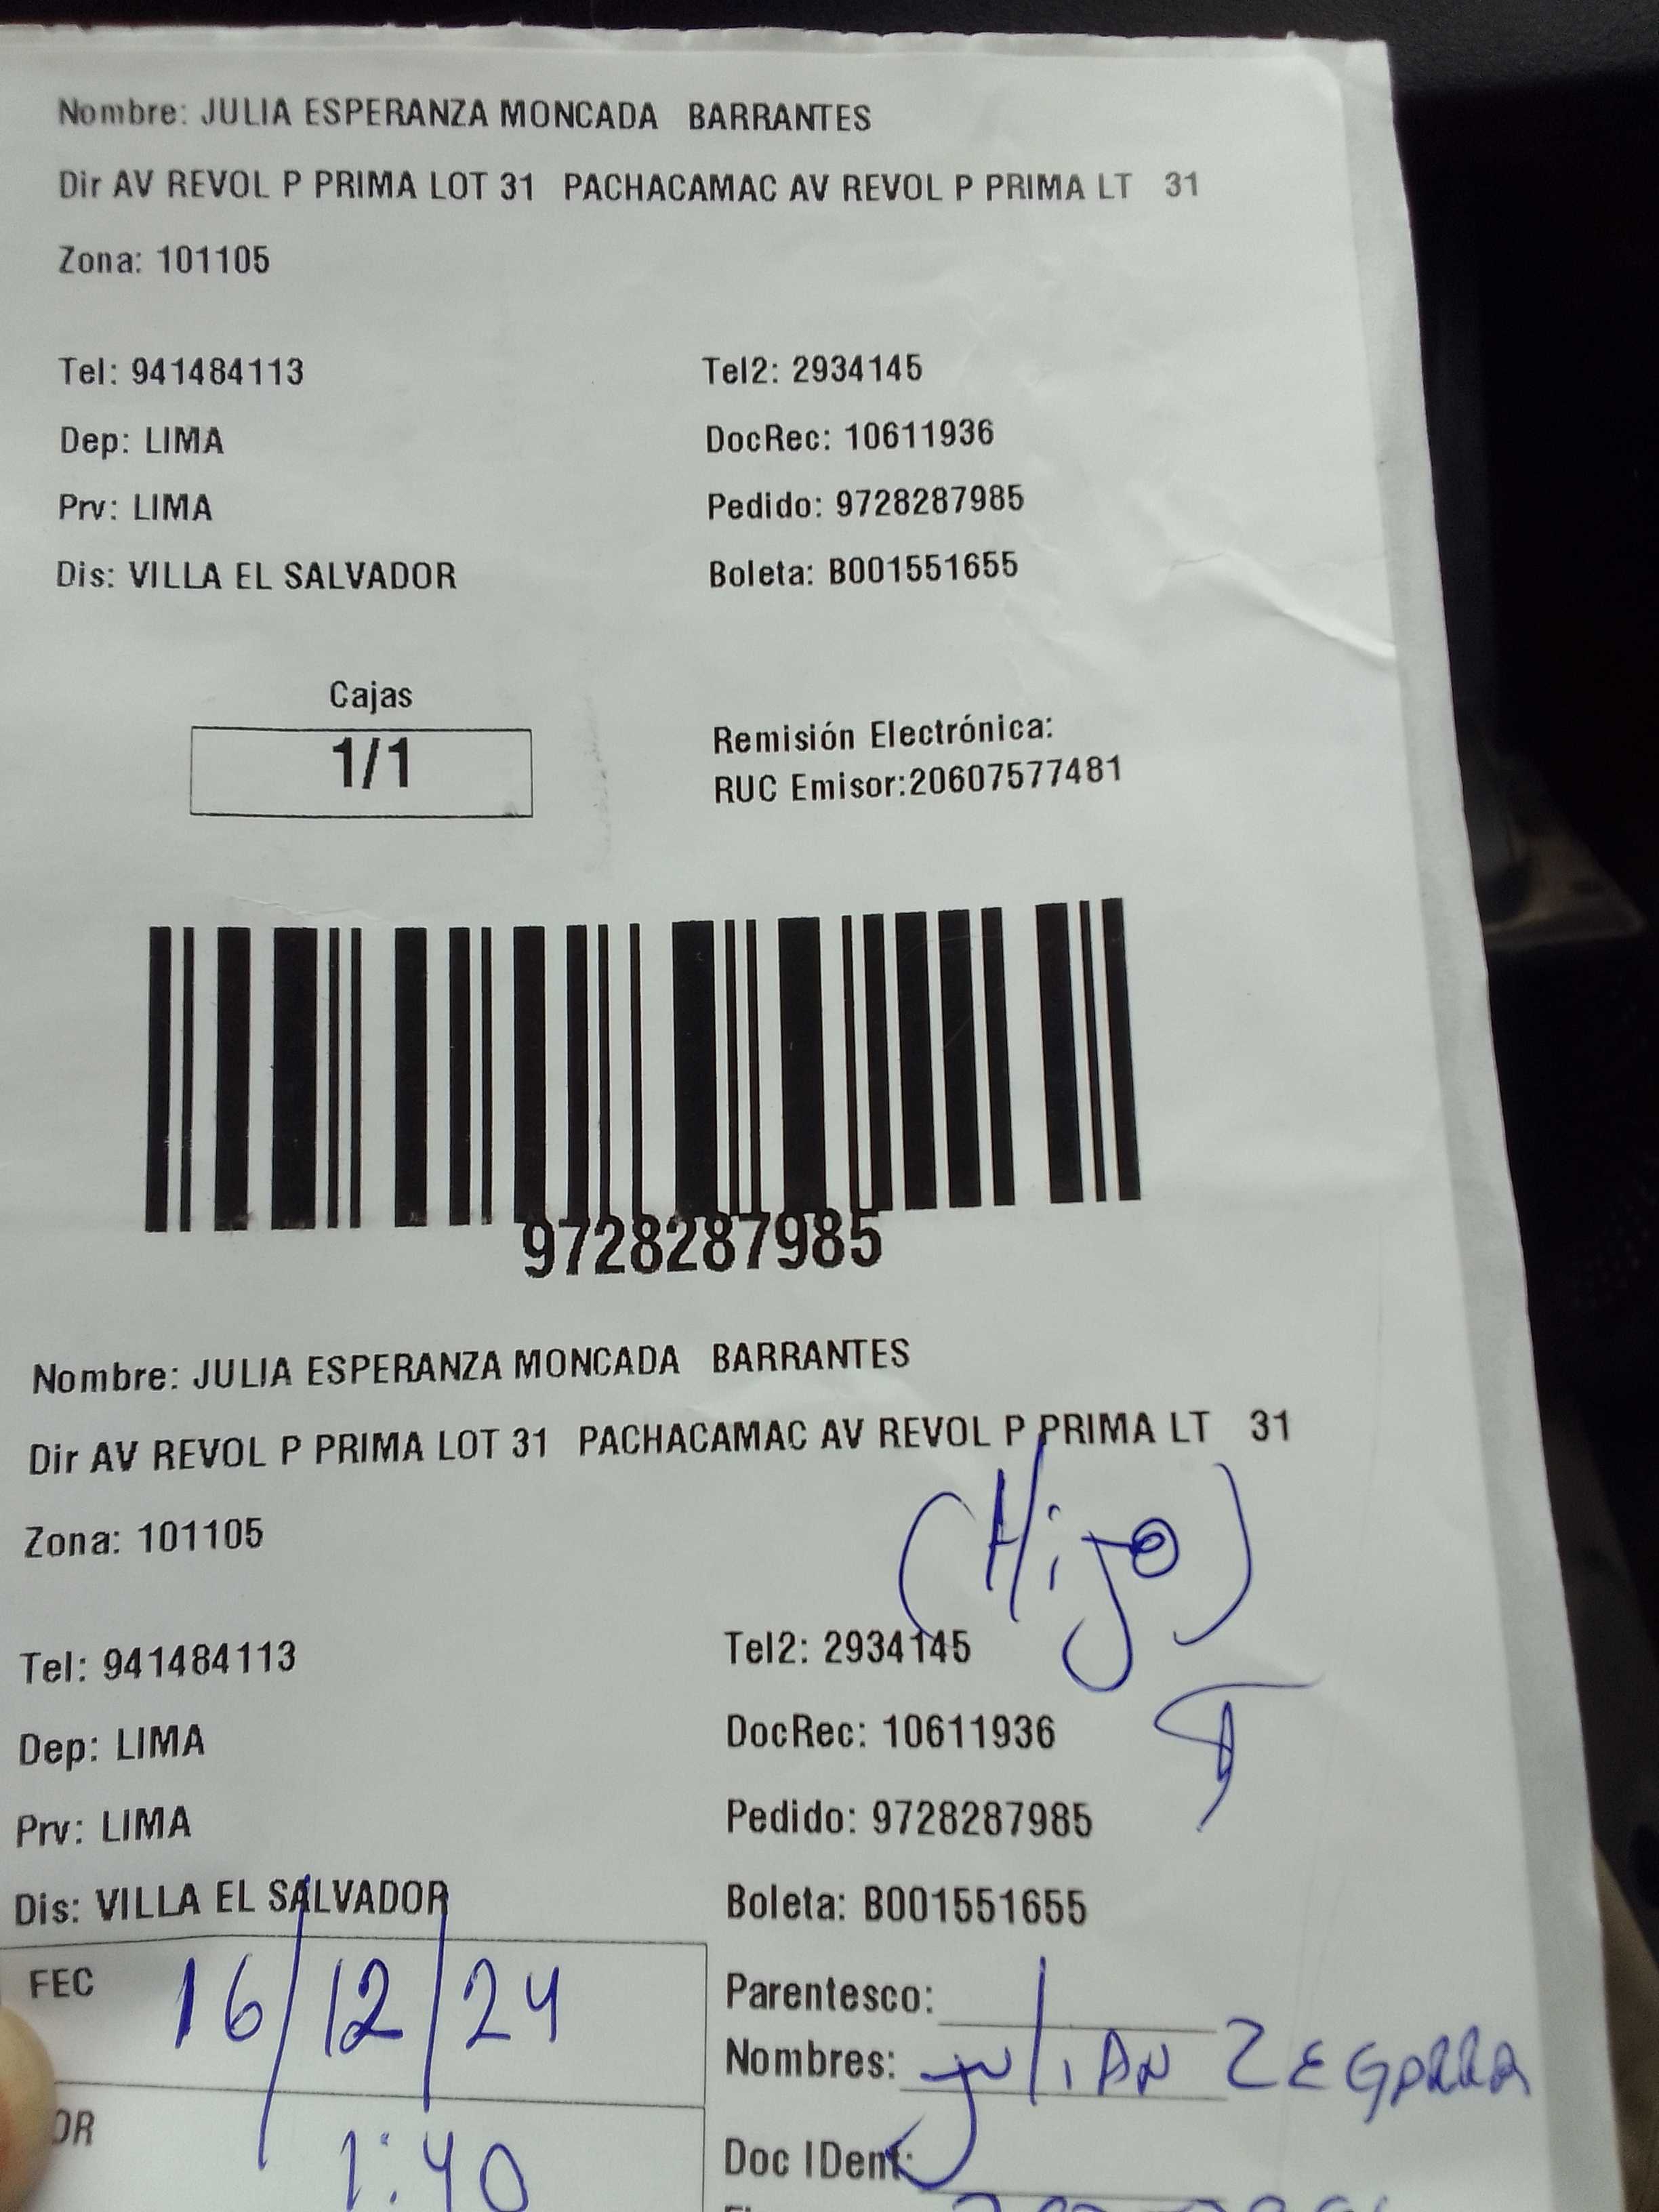 Nombre: JULIA ESPERANZA MONCADA BARRANTES
Dir AV REVOL P PRIMA LOT 31 PACHACAMAC AV REVOL P PRIMA LT 31
Zona: 101105
Tel: 941484113 Tel2: 2934145
Dep: LIMA DocRec: 10611936
Prv: LIMA Pedido: 9728287985
Dis: VILLA EL SALVADOR Boleta: B001551655
Cajas
1/1
Remisión Electrónica:
RUC Emisor:20607577481
9728287985
Nombre: JULIA ESPERANZA MONCADA BARRANTES
Dir AV REVOL P PRIMA LOT 31 PACHACAMAC AV REVOL P PRIMA LT 31
(Hijo)
Zona: 101105
Tel: 941484113 Tel2: 2934145
Dep: LIMA DocRec: 10611936
Prv: LIMA Pedido: 9728287985
Dis: VILLA EL SALVADOR Boleta: B001551655
FEC 16/12/24
Parentesco:
Nombres: Julian ZEGARRA
OR 1:40
Doc IDent: